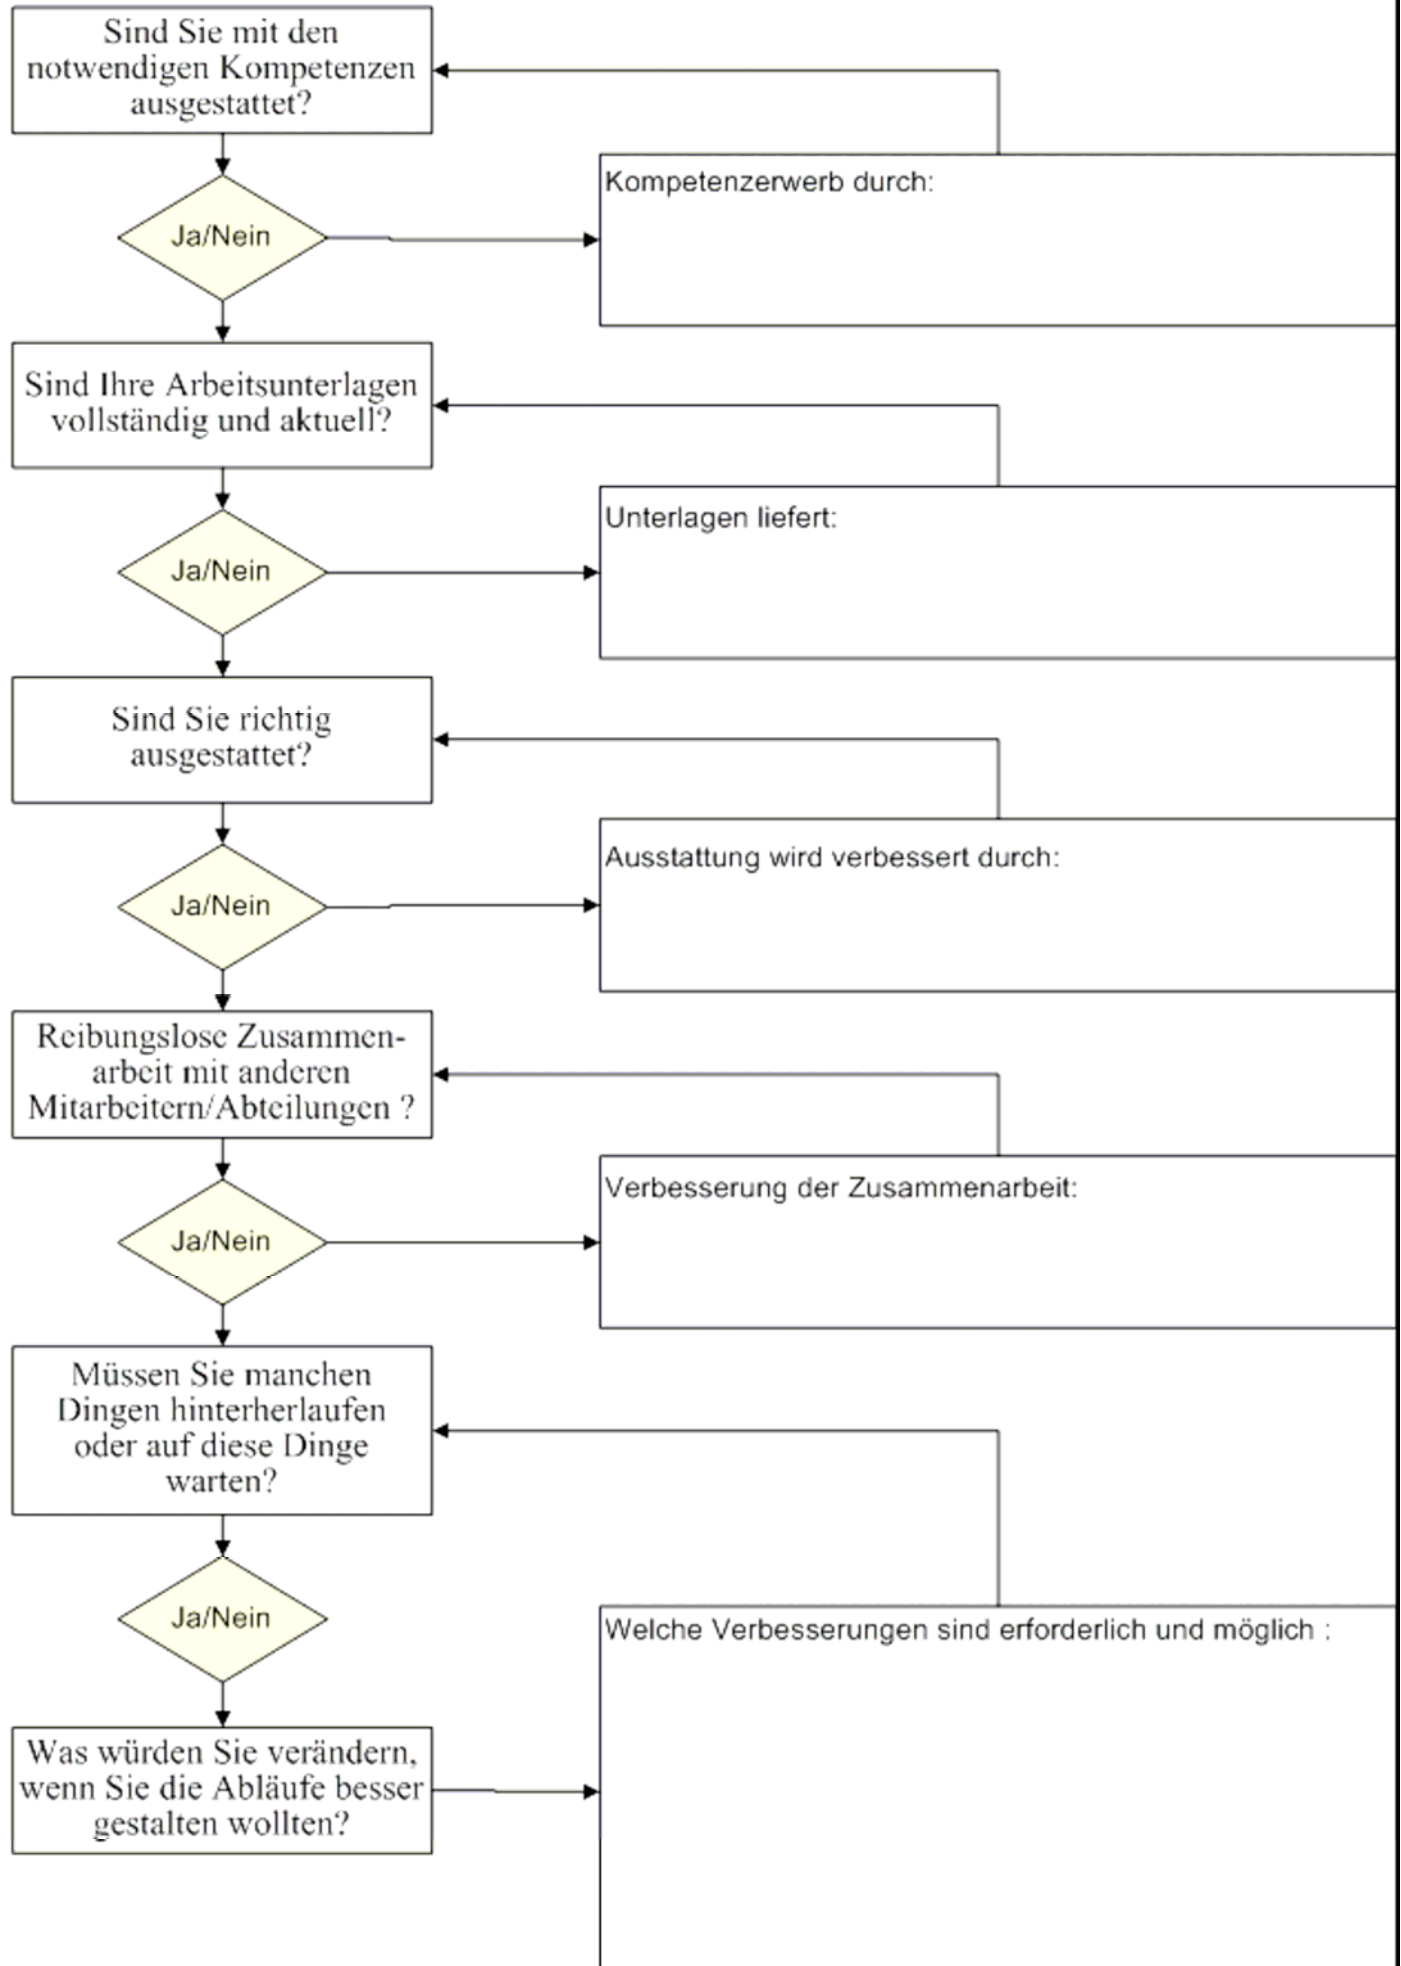 Sind Sie mit den
notwendigen Kompetenzen
ausgestattet?
Kompetenzerwerb durch:
Ja/Nein
Sind Ihre Arbeitsunterlagen
vollständig und aktuell?
Unterlagen liefert:
Ja/Nein
Sind Sie richtig
ausgestattet?
Ausstattung wird verbessert durch:
Ja/Nein
Reibungslose Zusammen-
arbeit mit anderen
Mitarbeitern/Abteilungen ?
Verbesserung der Zusammenarbeit:
Ja/Nein
Müssen Sie manchen
Dingen hinterherlaufen
oder auf diese Dinge
warten?
Ja/Nein
Welche Verbesserungen sind erforderlich und möglich :
Was würden Sie verändern,
wenn Sie die Abläufe besser
gestalten wollten?